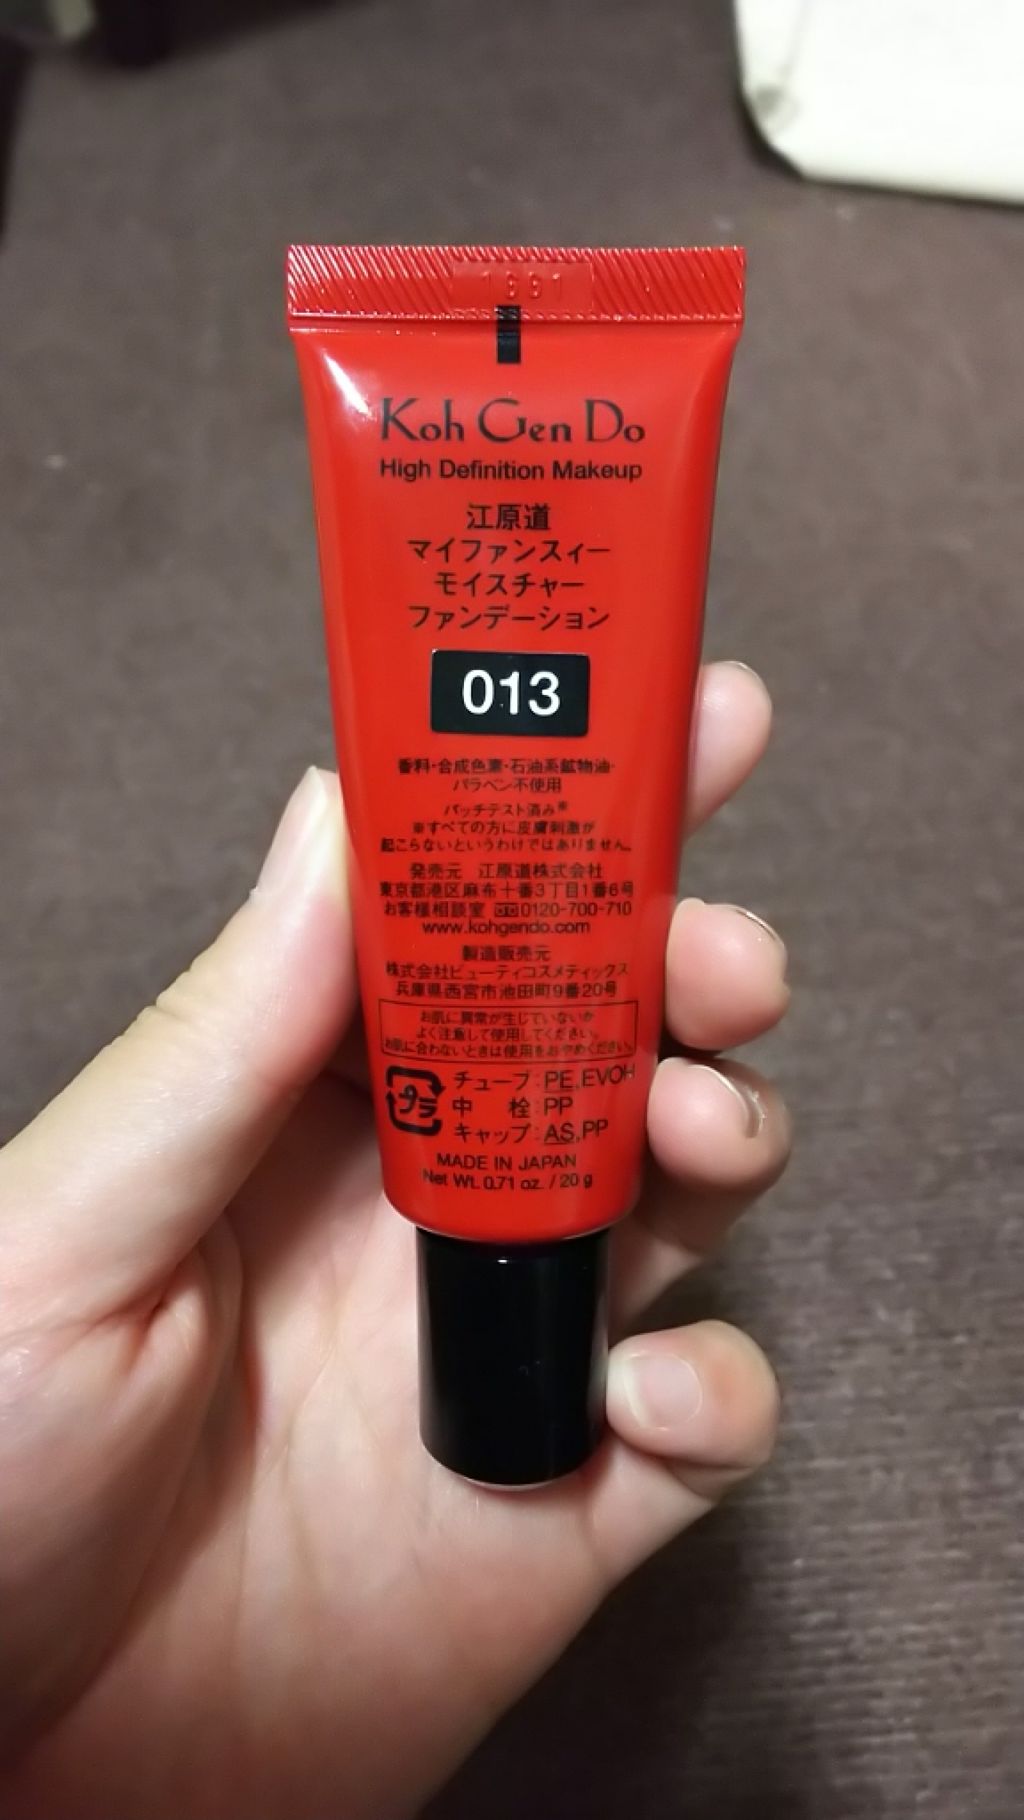 Koh Gen Do
High Definition Makeup
江原道
マイファンスィー
モイスチャー
ファンデーション
013
香料・合成色素・石油系鉱物油・
パラベン不使用
パッチテスト済み※
※すべての方に皮膚刺激が
起こらないというわけではありません。
発売元 江原道株式会社
東京都港区麻布十番3丁目1番6号
お客様相談室 0120-700-710
www.kohgendo.com
製造販売元
株式会社ビューティコスメティックス
兵庫県西宮市池田町9番20号
お肌に異常が生じていないか
よく注意して使用してください。
お肌に合わないときは使用をおやめください。
プラ
チューブ:PE,EVOH
中 栓:PP
キャップ:AS,PP
MADE IN JAPAN
Net Wt. 0.71 oz. / 20 g